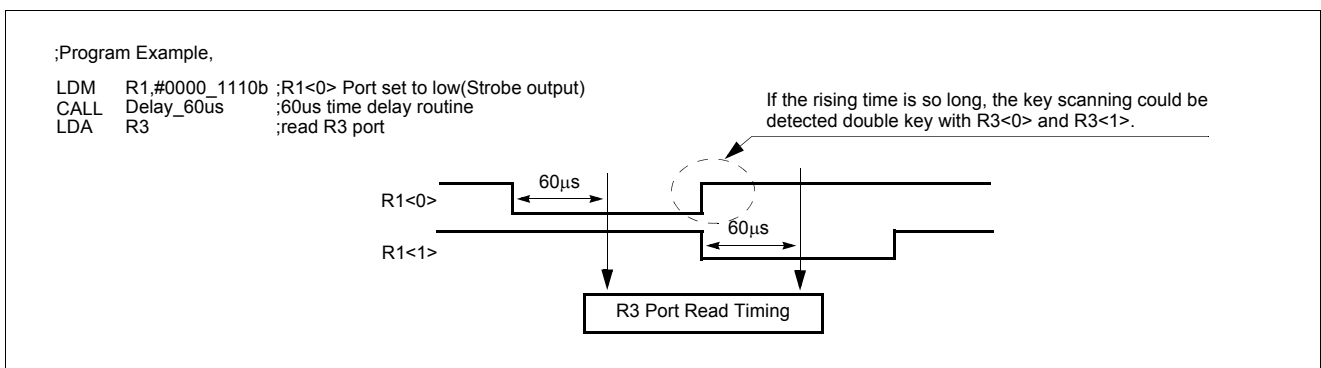 ;Program Example,
LDM R1,#0000_1110b ;R1<0> Port set to low(Strobe output)
CALL Delay_60us ;60us time delay routine
LDA R3 ;read R3 port
If the rising time is so long, the key scanning could be
detected double key with R3<0> and R3<1>.
60μs
R1<0>
60μs
R1<1>
R3 Port Read Timing